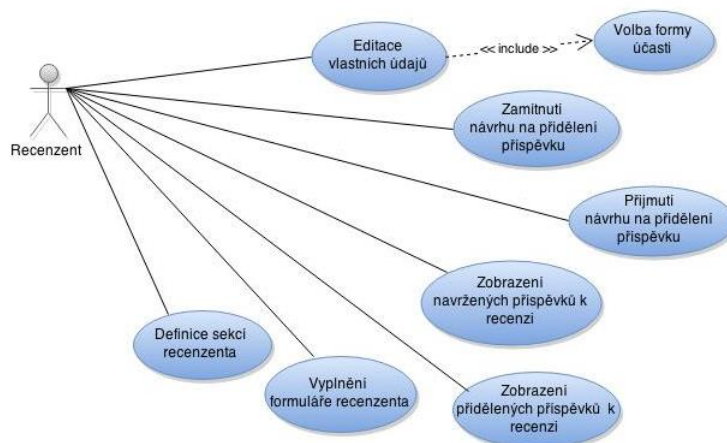 Editace
vlastních údajů
<< include >>
Volba formy
účasti
Recenzent
Zamítnutí
návrhu na přidělení
příspěvku
Přijmutí
návrhu na přidělení
příspěvku
Zobrazení
navržených příspěvků k
recenzi
Definice sekcí
recenzenta
Vyplnění
formuláře recenzenta
Zobrazení
přidělených příspěvků k
recenzi